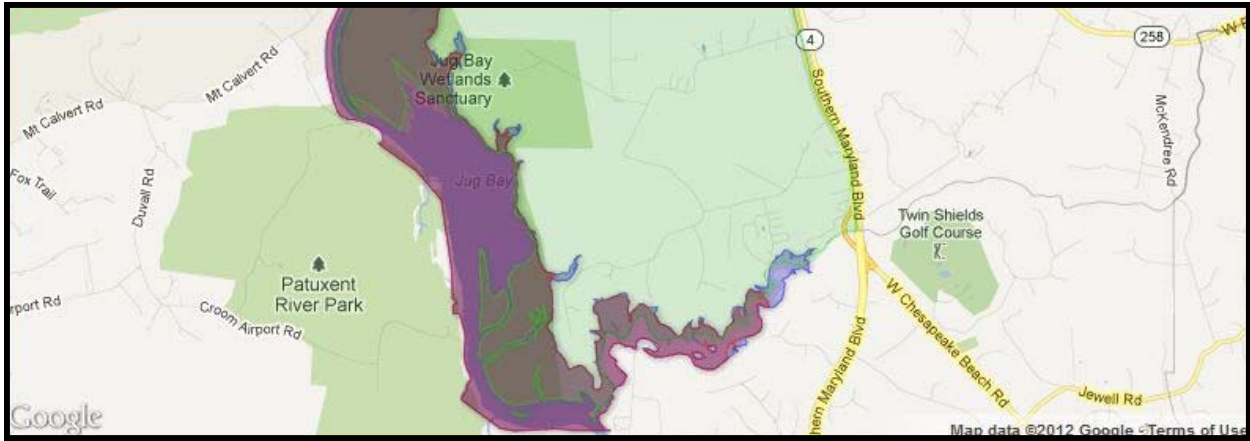 4
258
W
Mt Calvert Rd
Jug Bay
Wetlands
Sanctuary
Southern Maryland Blvd
McKendree Rd
Mt Calvert Rd
Fox Trail
Duvall Rd
Jug Bay
Twin Shields
Golf Course
Patuxent
River Park
rport Rd
Croom Airport Rd
W Chesapeake Beach Rd
hern Maryland Blvd
Jewell Rd
Google
Map data ©2012 Google - Terms of Use